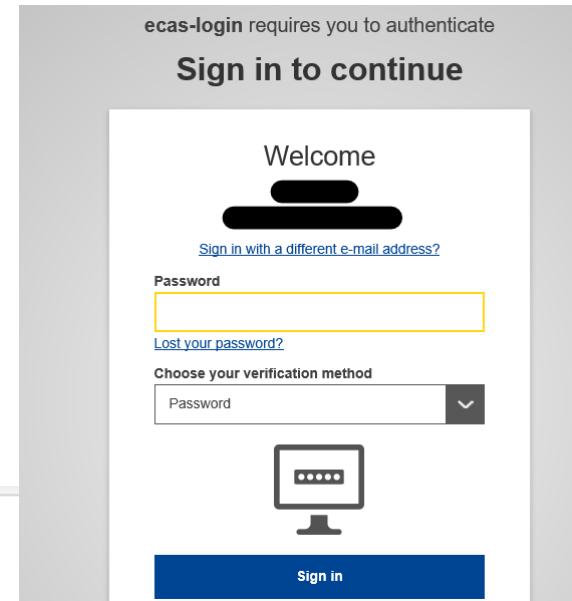 ecas-login requires you to authenticate
Sign in to continue
Welcome
Sign in with a different e-mail address?
Password
Lost your password?
Choose your verification method
Password
Sign in